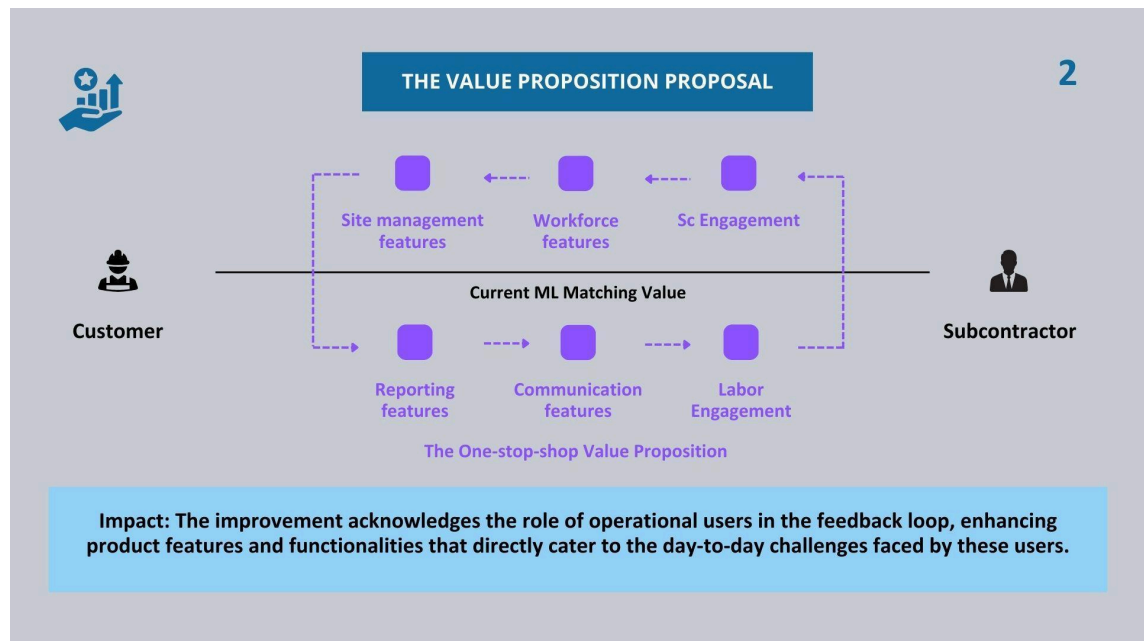 THE VALUE PROPOSITION PROPOSAL
2
Site management
features
Workforce
features
Sc Engagement
Current ML Matching Value
Customer
Subcontractor
Reporting
features
Communication
features
Labor
Engagement
The One-stop-shop Value Proposition
Impact: The improvement acknowledges the role of operational users in the feedback loop, enhancing
product features and functionalities that directly cater to the day-to-day challenges faced by these users.